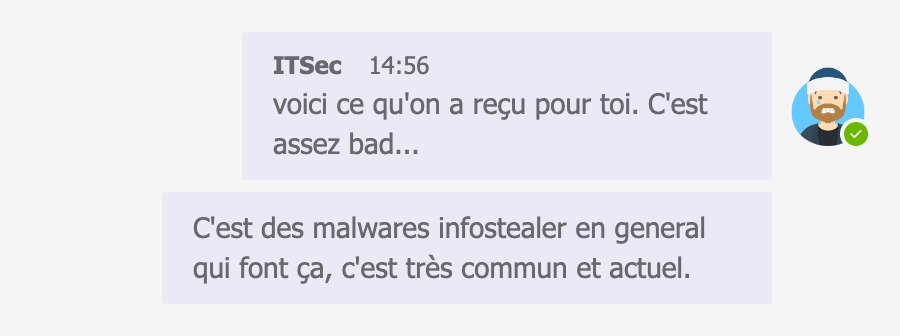 ITSec 14:56
voici ce qu'on a reçu pour toi. C'est
assez bad...
C'est des malwares infostealer en general
qui font ça, c'est très commun et actuel.